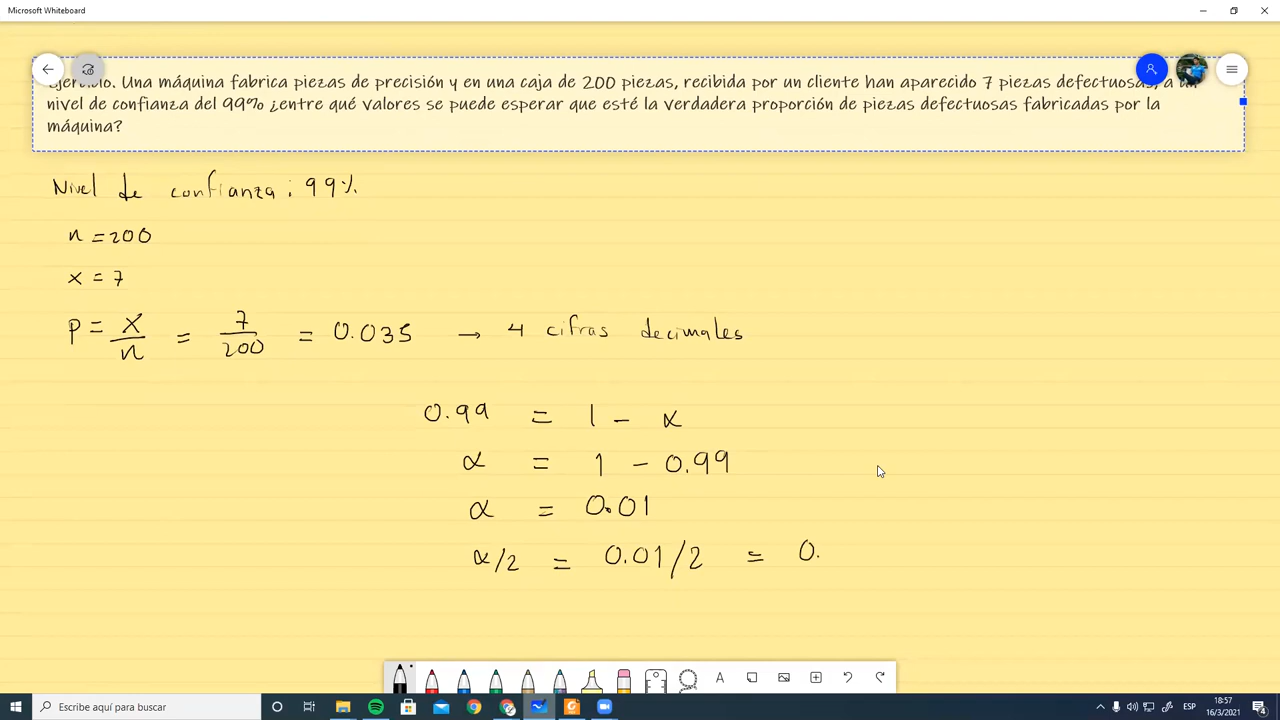 Microsoft Whiteboard
Ejercicio. Una máquina fabrica piezas de precisión y en una caja de 200 piezas, recibida por un cliente han aparecido 7 piezas defectuosas, a un
nivel de confianza del 99% ¿entre qué valores se puede esperar que esté la verdadera proporción de piezas defectuosas fabricadas por la
máquina?
Nivel de confianza: 99%
n = 200
x = 7
p = x/n = 7/200 = 0.035 → 4 cifras decimales
0.99 = 1 - α
α = 1 - 0.99
α = 0.01
α/2 = 0.01/2 = 0.
Escribe aquí para buscar
ESP
18:57
16/3/2021